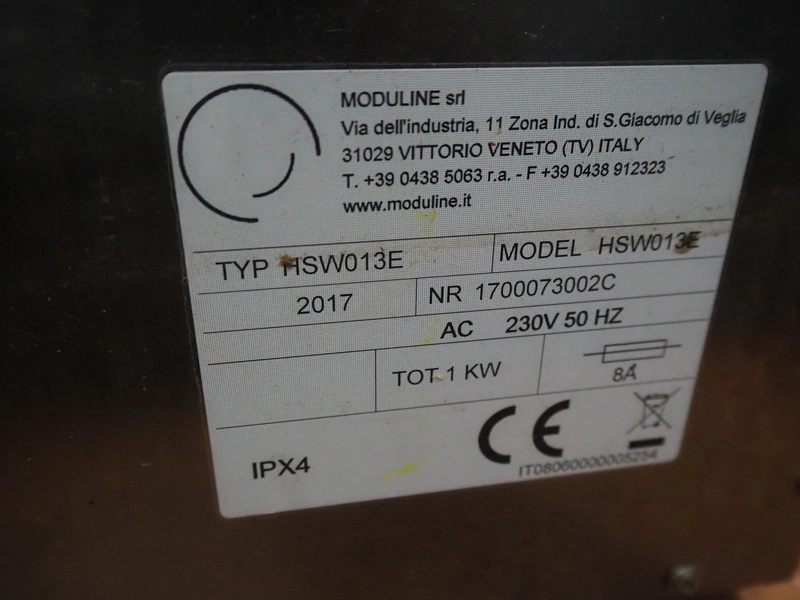 MODULINE srl
Via dell'industria, 11 Zona Ind. di S.Giacomo di Veglia
31029 VITTORIO VENETO (TV) ITALY
T. +39 0438 5063 r.a. - F +39 0438 912323
www.moduline.it
TYP HSW013E MODEL HSW013E
2017 NR 1700073002C
AC 230V 50 HZ
TOT 1 KW 8A
IPX4 CE
IT08060000005254